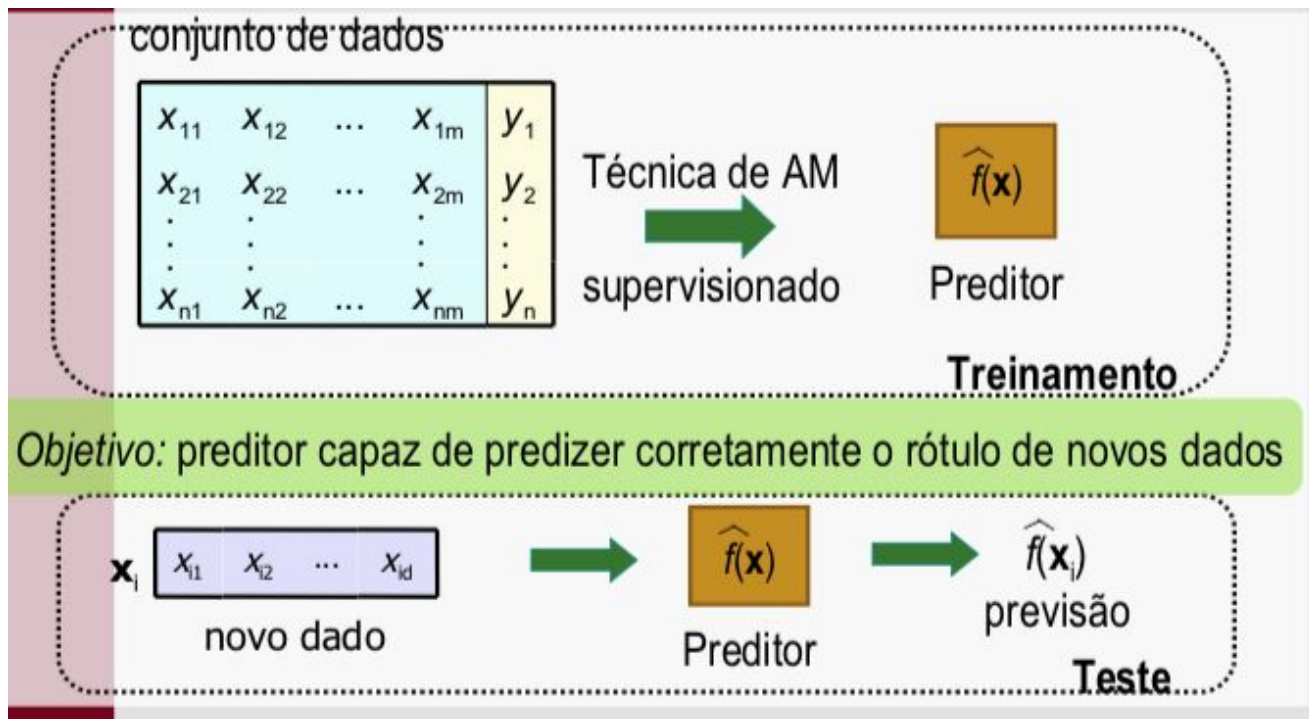 conjunto de dados
x11 x12 ... x1m y1
x21 x22 ... x2m y2
. . . .
. . . .
. . . .
xn1 xn2 ... xnm yn
Técnica de AM
supervisionado
f̂(x)
Preditor
Treinamento
Objetivo: preditor capaz de predizer corretamente o rótulo de novos dados
xi xi1 xi2 ... xid
novo dado
f̂(x)
Preditor
f̂(xi)
previsão
Teste